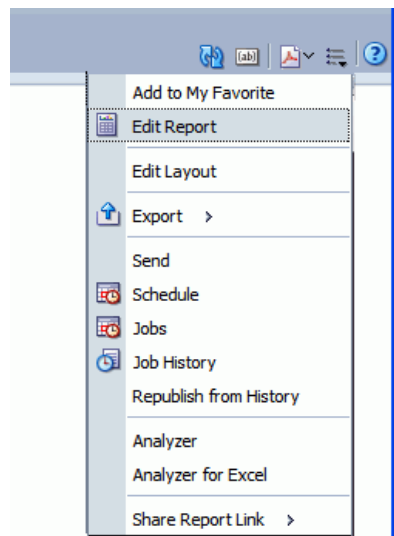 [ab]
?
Add to My Favorite
Edit Report
Edit Layout
Export >
Send
Schedule
Jobs
Job History
Republish from History
Analyzer
Analyzer for Excel
Share Report Link >